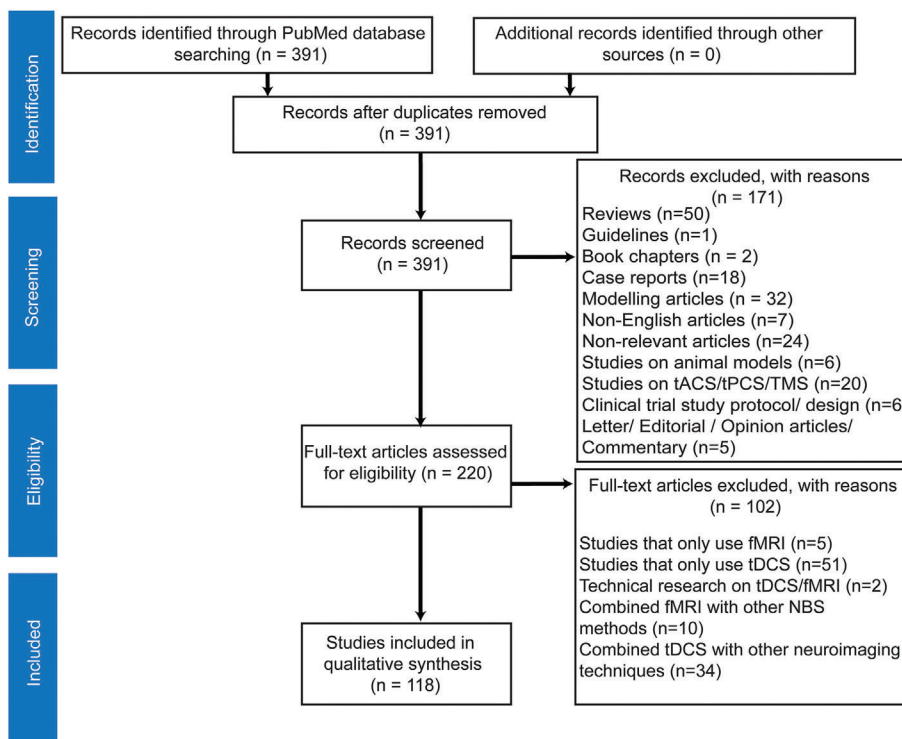 Identification
Records identified through PubMed database
searching (n = 391)
Additional records identified through other
sources (n = 0)
Records after duplicates removed
(n = 391)
Screening
Records screened
(n = 391)
Records excluded, with reasons
(n = 171)
Reviews (n=50)
Guidelines (n=1)
Book chapters (n = 2)
Case reports (n=18)
Modelling articles (n = 32)
Non-English articles (n=7)
Non-relevant articles (n=24)
Studies on animal models (n=6)
Studies on tACS/tPCS/TMS (n=20)
Clinical trial study protocol/ design (n=6
Letter/ Editorial / Opinion articles/
Commentary (n=5)
Eligibility
Full-text articles assessed
for eligibility (n = 220)
Full-text articles excluded, with reasons
(n = 102)
Studies that only use fMRI (n=5)
Studies that only use tDCS (n=51)
Technical research on tDCS/fMRI (n=2)
Combined fMRI with other NBS
methods (n=10)
Combined tDCS with other neuroimaging
techniques (n=34)
Included
Studies included in
qualitative synthesis
(n = 118)